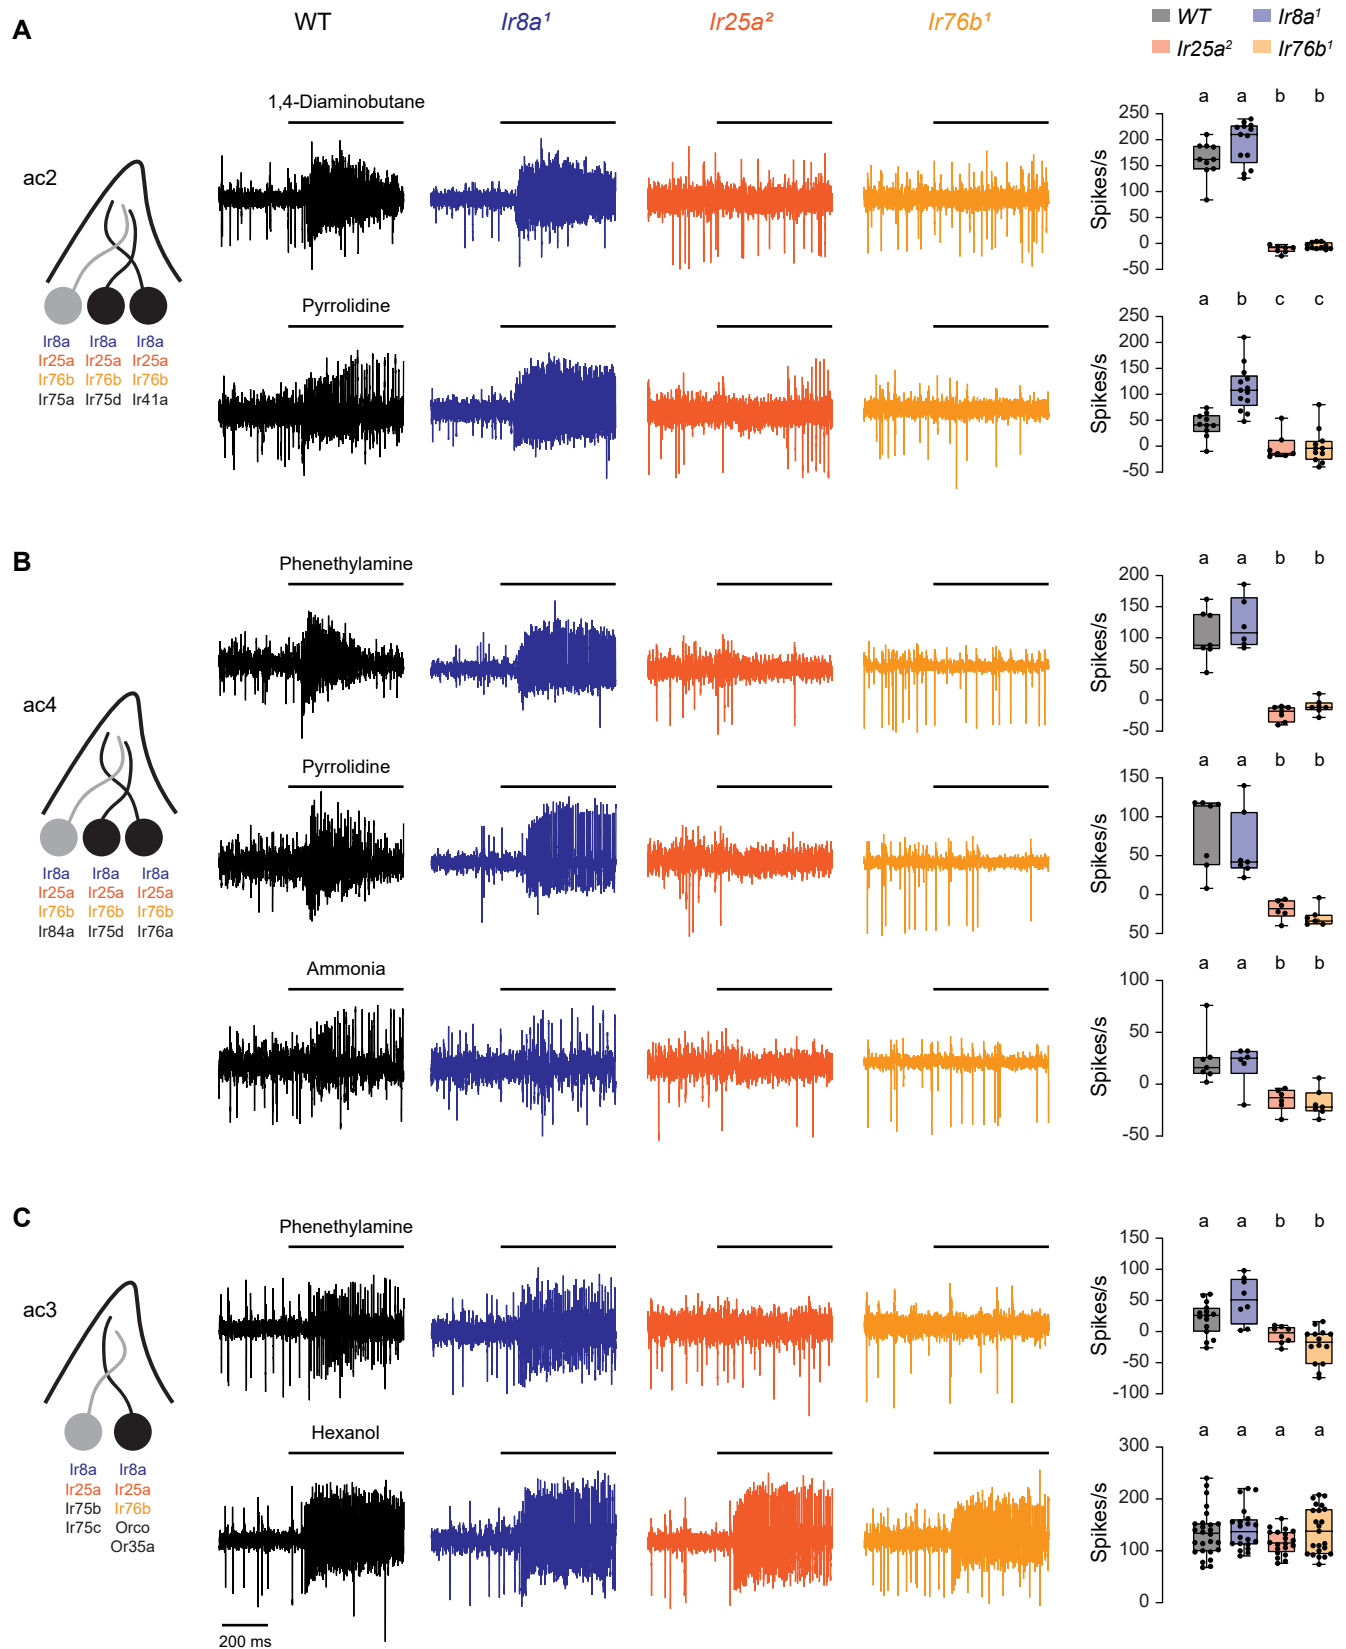 A
WT
Ir8a¹
Ir25a²
Ir76b¹
WT
Ir8a¹
Ir25a²
Ir76b¹
ac2
Ir8a Ir8a Ir8a
Ir25a Ir25a Ir25a
Ir76b Ir76b Ir76b
Ir75a Ir75d Ir41a
1,4-Diaminobutane
a a b b
Spikes/s
250
200
150
100
50
0
-50
Pyrrolidine
a b c c
Spikes/s
250
200
150
100
50
0
-50
B
ac4
Ir8a Ir8a Ir8a
Ir25a Ir25a Ir25a
Ir76b Ir76b Ir76b
Ir84a Ir75d Ir76a
Phenethylamine
a a b b
Spikes/s
200
150
100
50
0
-50
Pyrrolidine
a a b b
Spikes/s
150
100
50
0
50
Ammonia
a a b b
Spikes/s
100
50
0
-50
C
ac3
Ir8a Ir8a
Ir25a Ir25a
Ir75b Ir76b
Ir75c Orco
Or35a
Phenethylamine
a a b b
Spikes/s
150
100
50
0
-50
-100
Hexanol
a a a a
Spikes/s
300
200
100
0
200 ms